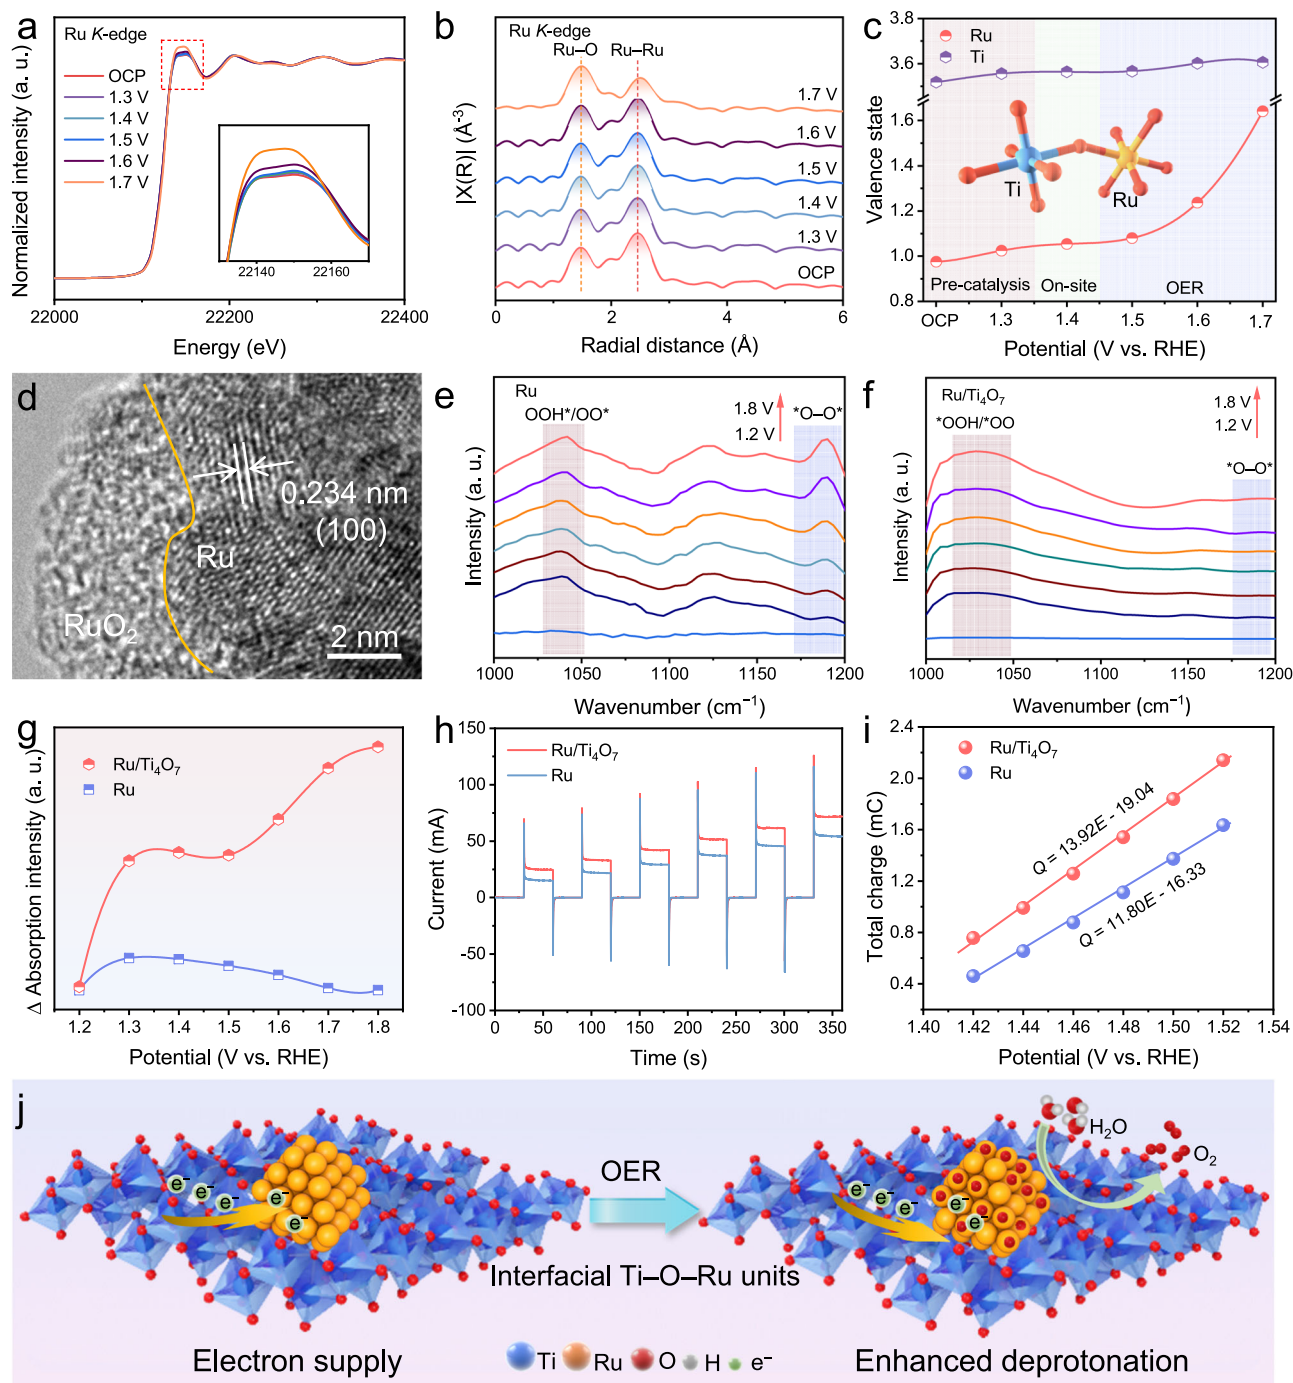 a
Ru K-edge
OCP
1.3 V
1.4 V
1.5 V
1.6 V
1.7 V
22140 22160
22000 22200 22400
Energy (eV)
Normalized intensity (a. u.)
b
Ru K-edge
Ru–O Ru–Ru
1.7 V
1.6 V
1.5 V
1.4 V
1.3 V
OCP
0 2 4 6
Radial distance (Å)
|X(R)| (Å-3)
c
Ru
Ti
3.6
1.6
1.4
1.2
1.0
0.8
Ti
Ru
Pre-catalysis On-site OER
OCP 1.3 1.4 1.5 1.6 1.7
Potential (V vs. RHE)
Valence state
d
0.234 nm
(100)
Ru
RuO2
2 nm
e
Ru
OOH*/OO*
1.8 V
1.2 V
*O–O*
1000 1050 1100 1150 1200
Wavenumber (cm−1)
Intensity (a. u.)
f
Ru/Ti4O7
*OOH/*OO
1.8 V
1.2 V
*O–O*
1000 1050 1100 1150 1200
Wavenumber (cm−1)
Intensity (a. u.)
g
Ru/Ti4O7
Ru
1.2 1.3 1.4 1.5 1.6 1.7 1.8
Potential (V vs. RHE)
Δ Absorption intensity (a. u.)
h
Ru/Ti4O7
Ru
150
100
50
0
-50
-100
0 50 100 150 200 250 300 350
Time (s)
Current (mA)
i
Ru/Ti4O7
Ru
2.4
2.0
1.6
1.2
0.8
0.4
Q = 13.92E - 19.04
Q = 11.80E - 16.33
1.40 1.42 1.44 1.46 1.48 1.50 1.52 1.54
Potential (V vs. RHE)
Total charge (mC)
j
e− e− e− e− e−
OER
e− e− e− e− e−
H2O
O2
Interfacial Ti–O–Ru units
Electron supply
Ti Ru O H e−
Enhanced deprotonation